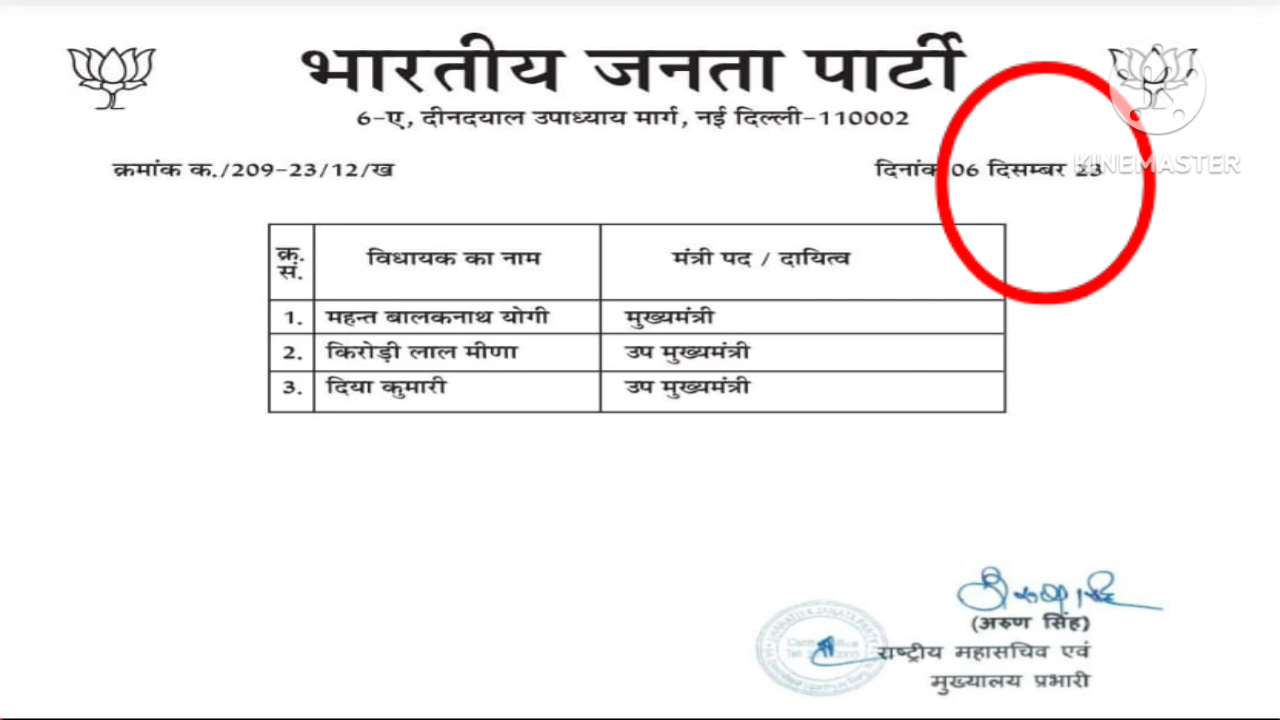 भारतीय जनता पार्टी
6-ए, दीनदयाल उपाध्याय मार्ग, नई दिल्ली-110002
क्रमांक क./209-23/12/ख
दिनांक 06 दिसम्बर 23
KINEMASTER
क्र. सं. विधायक का नाम मंत्री पद / दायित्व
1. महन्त बालकनाथ योगी मुख्यमंत्री
2. किरोड़ी लाल मीणा उप मुख्यमंत्री
3. दिया कुमारी उप मुख्यमंत्री
(अरुण सिंह)
राष्ट्रीय महासचिव एवं
मुख्यालय प्रभारी